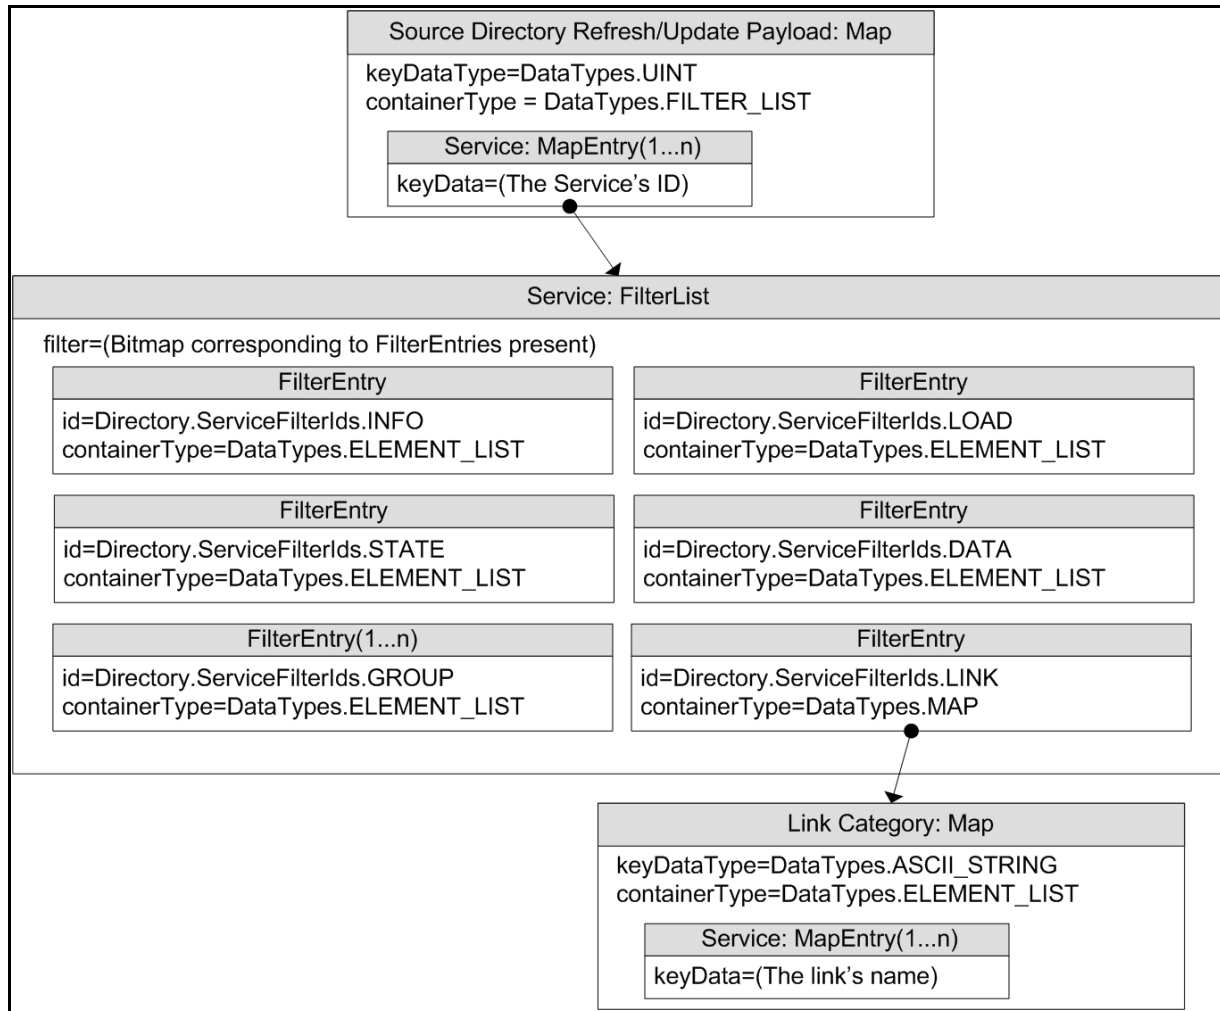 Source Directory Refresh/Update Payload: Map
keyDataType=DataTypes.UINT
containerType = DataTypes.FILTER_LIST
Service: MapEntry(1...n)
keyData=(The Service's ID)
Service: FilterList
filter=(Bitmap corresponding to FilterEntries present)
FilterEntry
id=Directory.ServiceFilterIds.INFO
containerType=DataTypes.ELEMENT_LIST
FilterEntry
id=Directory.ServiceFilterIds.LOAD
containerType=DataTypes.ELEMENT_LIST
FilterEntry
id=Directory.ServiceFilterIds.STATE
containerType=DataTypes.ELEMENT_LIST
FilterEntry
id=Directory.ServiceFilterIds.DATA
containerType=DataTypes.ELEMENT_LIST
FilterEntry(1...n)
id=Directory.ServiceFilterIds.GROUP
containerType=DataTypes.ELEMENT_LIST
FilterEntry
id=Directory.ServiceFilterIds.LINK
containerType=DataTypes.MAP
Link Category: Map
keyDataType=DataTypes.ASCII_STRING
containerType=DataTypes.ELEMENT_LIST
Service: MapEntry(1...n)
keyData=(The link's name)